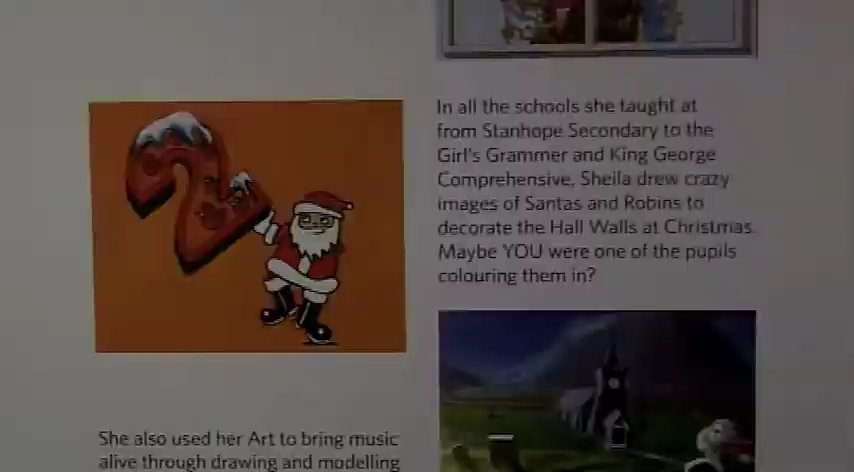 In all the schools she taught at
from Stanhope Secondary to the
Girl's Grammer and King George
Comprehensive, Sheila drew crazy
images of Santas and Robins to
decorate the Hall Walls at Christmas.
Maybe YOU were one of the pupils
colouring them in?
2
She also used her Art to bring music
alive through drawing and modelling